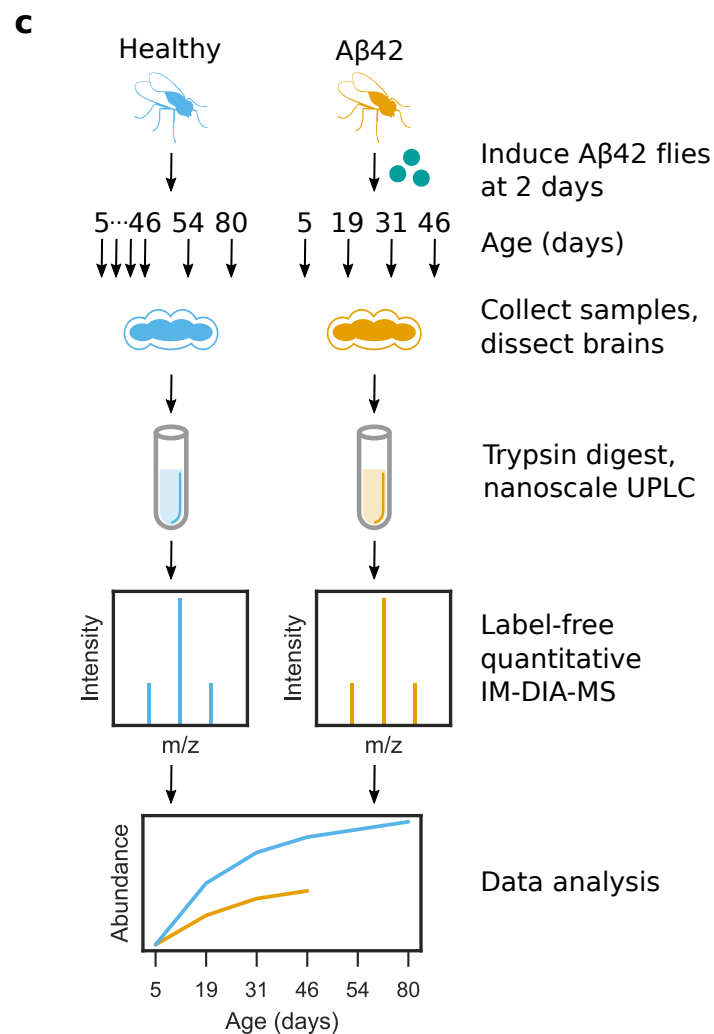 c
Healthy
Aβ42
Induce Aβ42 flies
at 2 days
5···46 54 80
5 19 31 46
Age (days)
Collect samples,
dissect brains
Trypsin digest,
nanoscale UPLC
Intensity
m/z
Intensity
m/z
Label-free
quantitative
IM-DIA-MS
Abundance
5 19 31 46 54 80
Age (days)
Data analysis